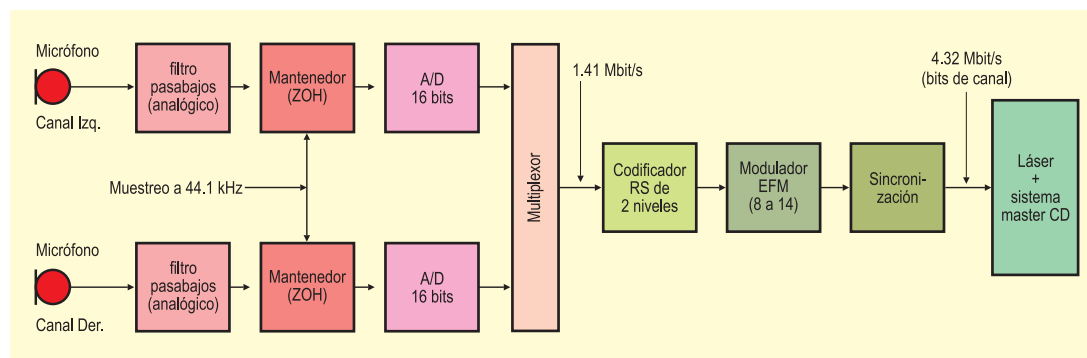 Micrófono
Canal Izq.
filtro
pasabajos
(analógico)
Mantenedor
(ZOH)
A/D
16 bits
Muestreo a 44.1 kHz
Micrófono
Canal Der.
filtro
pasabajos
(analógico)
Mantenedor
(ZOH)
A/D
16 bits
Multiplexor
1.41 Mbit/s
Codificador
RS de
2 niveles
Modulador
EFM
(8 a 14)
Sincroni-
zación
4.32 Mbit/s
(bits de canal)
Láser
+
sistema
master CD